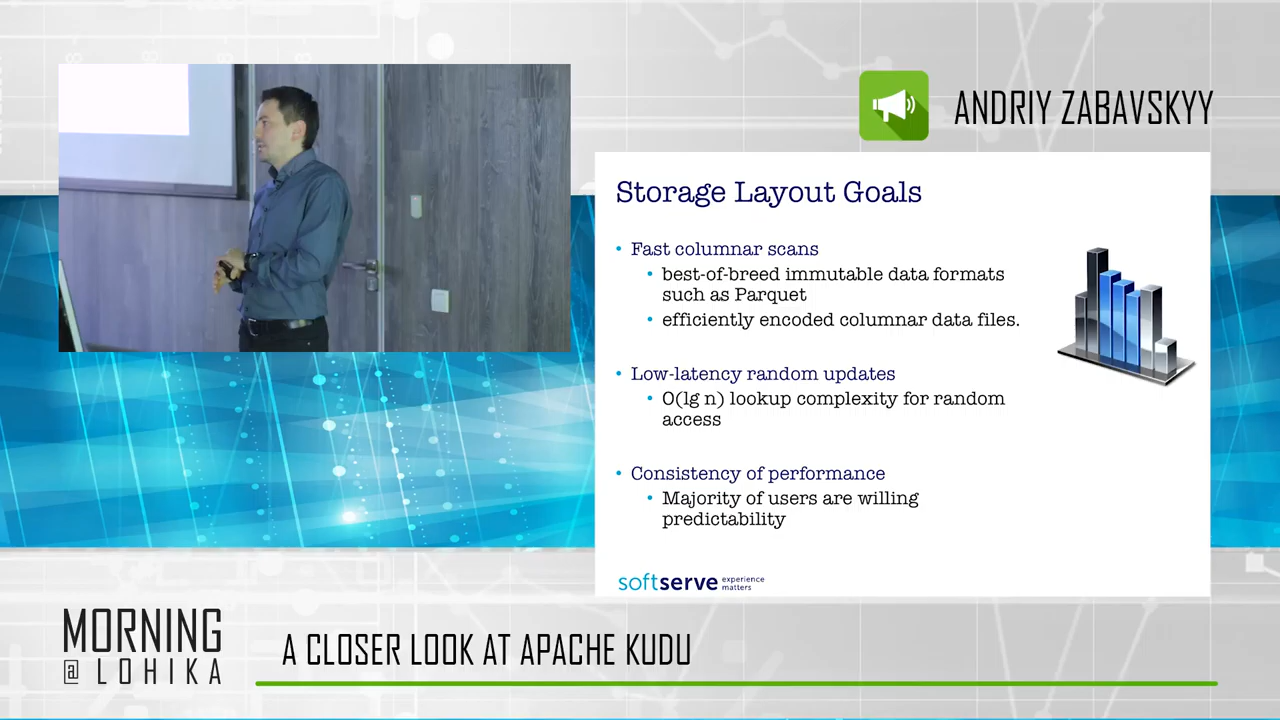 ANDRIY ZABAVSKYY
Storage Layout Goals
• Fast columnar scans
• best-of-breed immutable data formats
such as Parquet
• efficiently encoded columnar data files.
• Low-latency random updates
• O(lg n) lookup complexity for random
access
• Consistency of performance
• Majority of users are willing
predictability
softserve experience
matters
MORNING
@ LOHIKA
A CLOSER LOOK AT APACHE KUDU